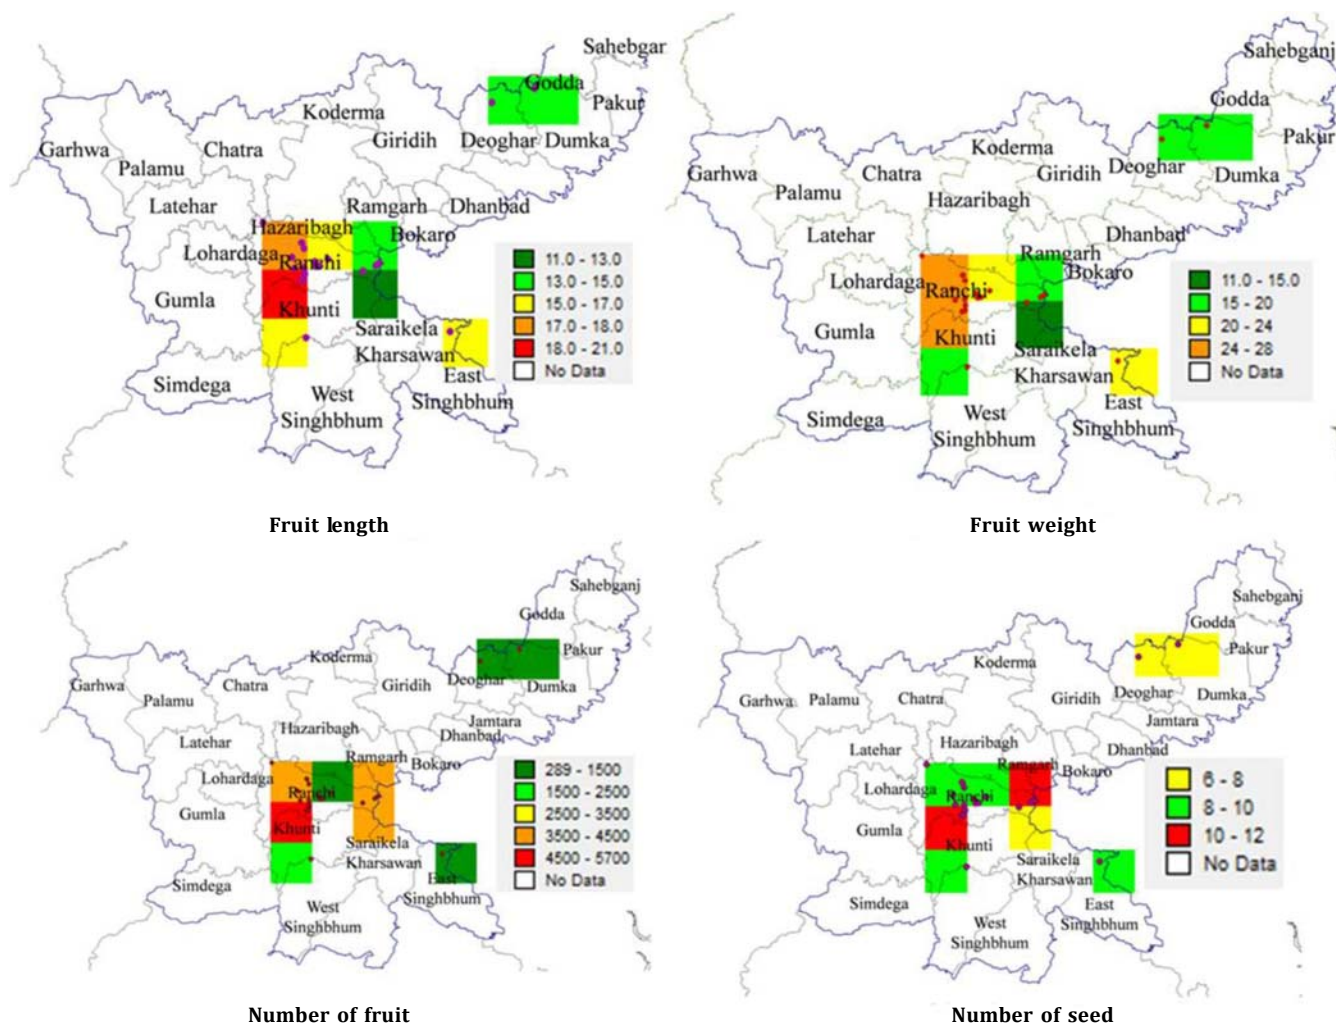 Sahebgar
Godda
Koderma
Pakur
Giridih
Deoghar
Dumka
Garhwa
Chatra
Palamu
Latehar
Ramgarh
Dhanbad
Hazaribagh
Bokaro
Lohardaga
Ranchi
Gumla
Khunti
Saraikela
Kharsawan
Simdega
West
Singhbhum
East
Singhbhum
11.0 - 13.0
13.0 - 15.0
15.0 - 17.0
17.0 - 18.0
18.0 - 21.0
No Data
Fruit length
Sahebganj
Godda
Pakur
Koderma
Giridih
Deoghar
Dumka
Garhwa
Chatra
Palamu
Hazaribagh
Latehar
Dhanbad
Ramgarh
Bokaro
Lohardaga
Ranchi
Gumla
Khunti
Saraikela
Kharsawan
Simdega
West
Singhbhum
East
Singhbhum
11.0 - 15.0
15 - 20
20 - 24
24 - 28
No Data
Fruit weight
Sahebganj
Godda
Pakur
Koderma
Giridih
Deoghar
Dumka
Garhwa
Chatra
Palamu
Jamtara
Dhanbad
Hazaribagh
Latehar
Ramgarh
Bokaro
Lohardaga
Ranchi
Gumla
Khunti
Saraikela
Kharsawan
Simdega
West
Singhbhum
East
Singhbhum
289 - 1500
1500 - 2500
2500 - 3500
3500 - 4500
4500 - 5700
No Data
Number of fruit
Sahebganj
Godda
Pakur
Koderma
Giridih
Deoghar
Dumka
Garhwa
Palamu
Chatra
Jamtara
Hazaribagh
Dhanbad
Latehar
Ramgarh
Bokaro
Lohardaga
Ranchi
Gumla
Khunti
Saraikela
Kharsawan
Simdega
West
Singhbhum
East
Singhbhum
6 - 8
8 - 10
10 - 12
No Data
Number of seed